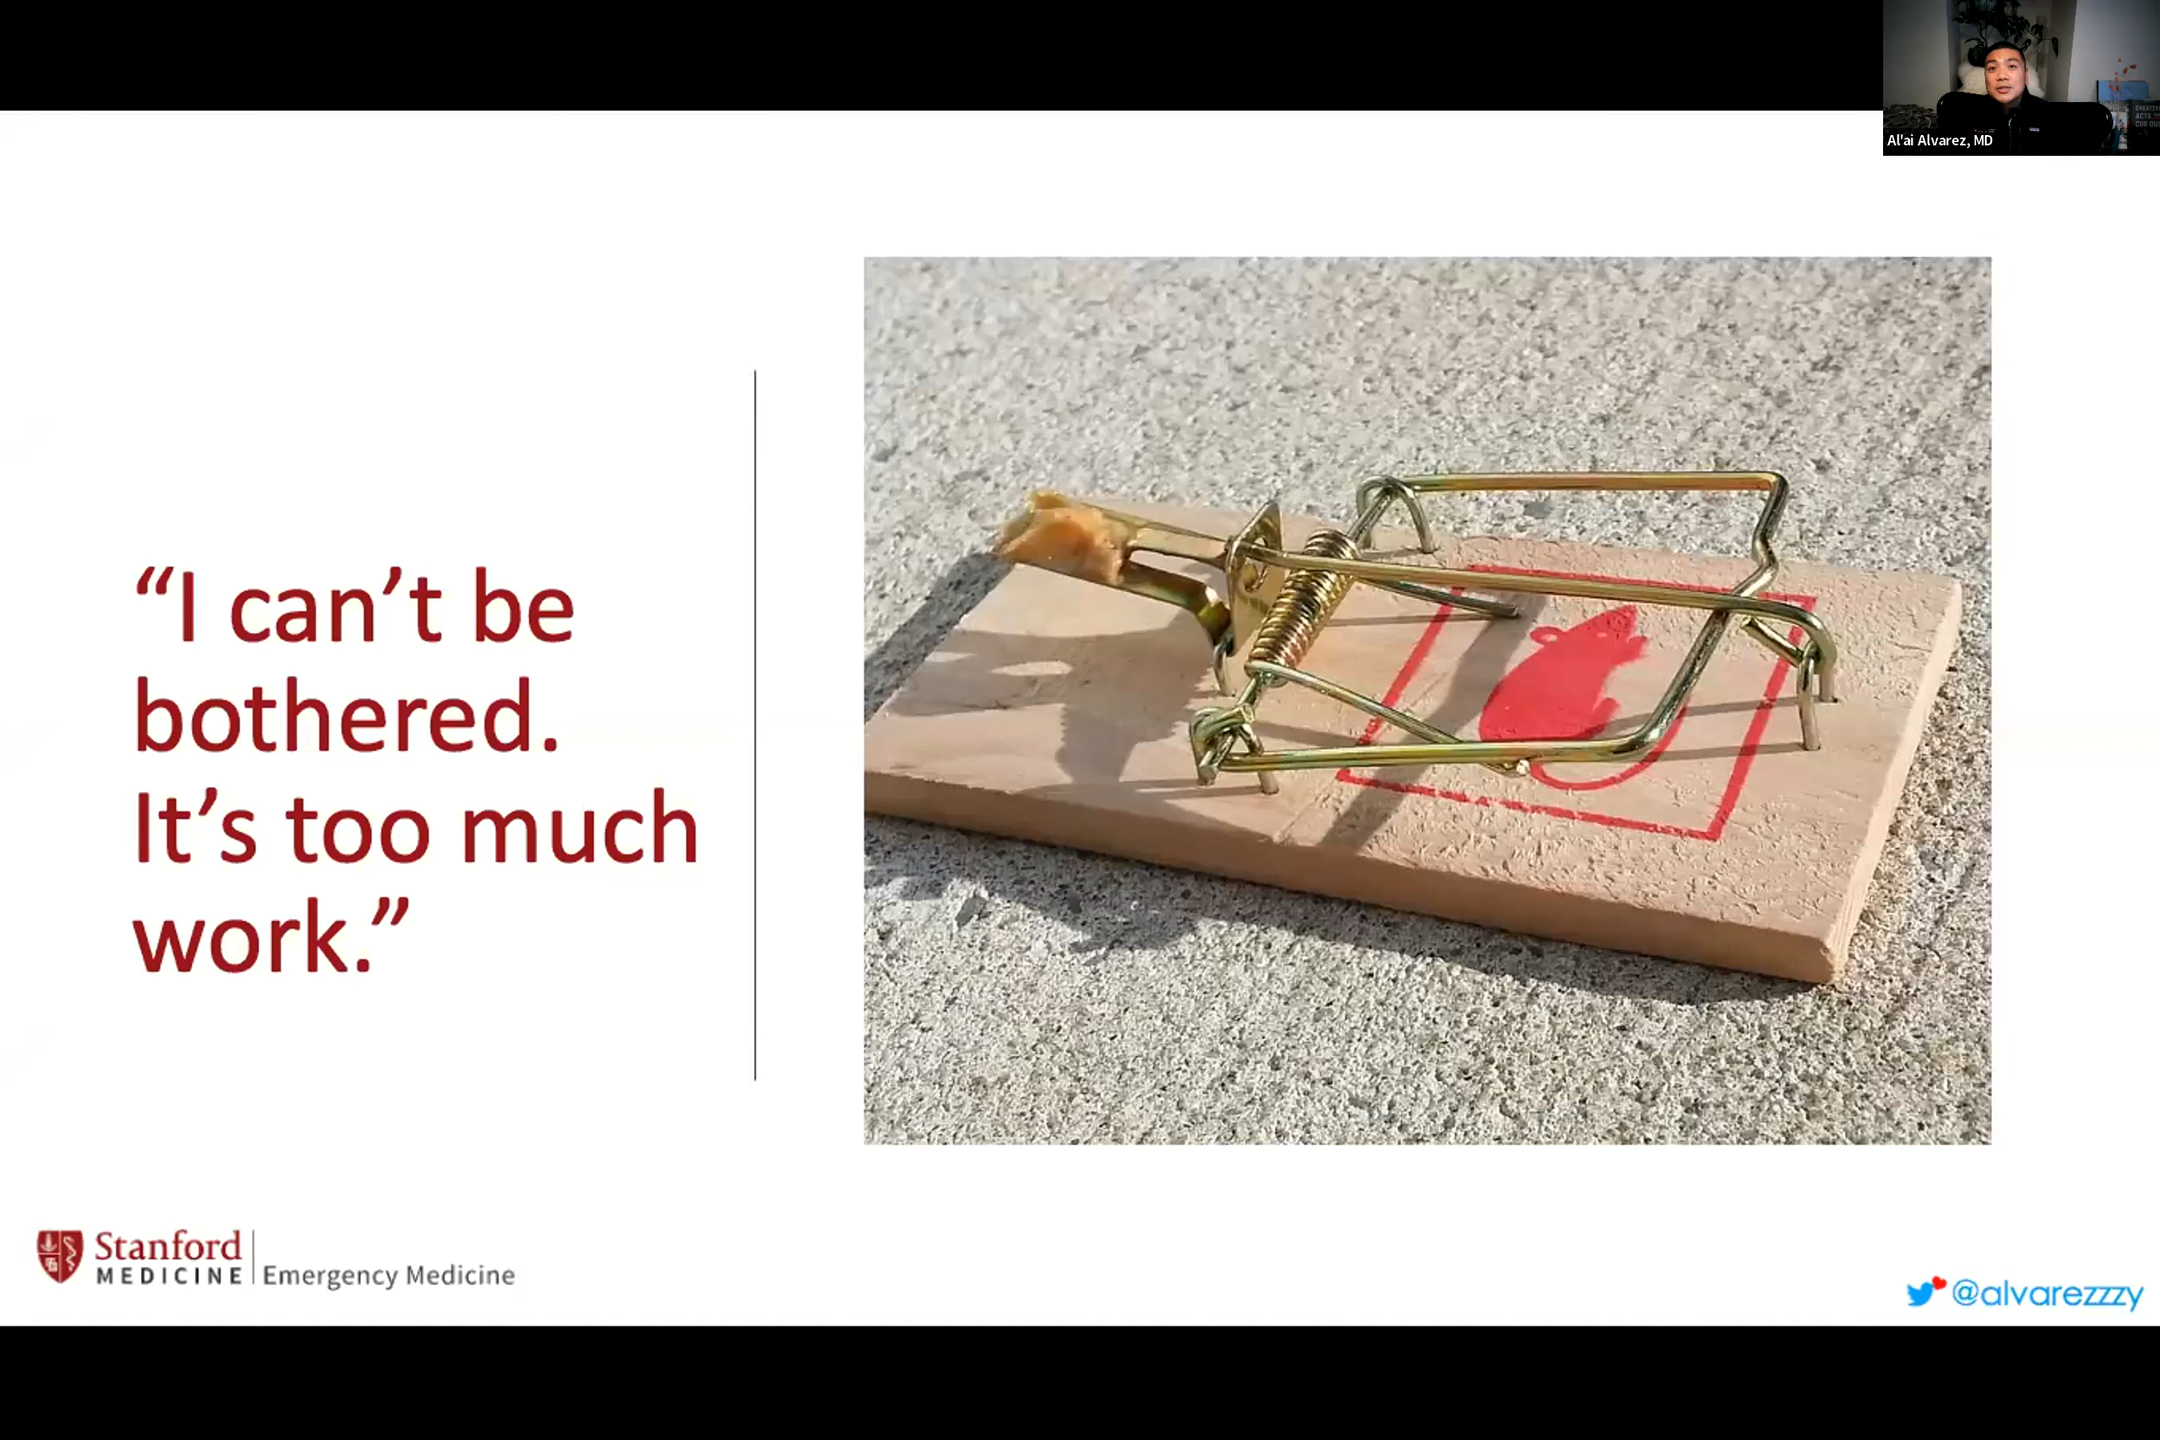 Al'ai Alvarez, MD
“I can’t be
bothered.
It’s too much
work.”
Stanford
MEDICINE
Emergency Medicine
@alvarezzzy